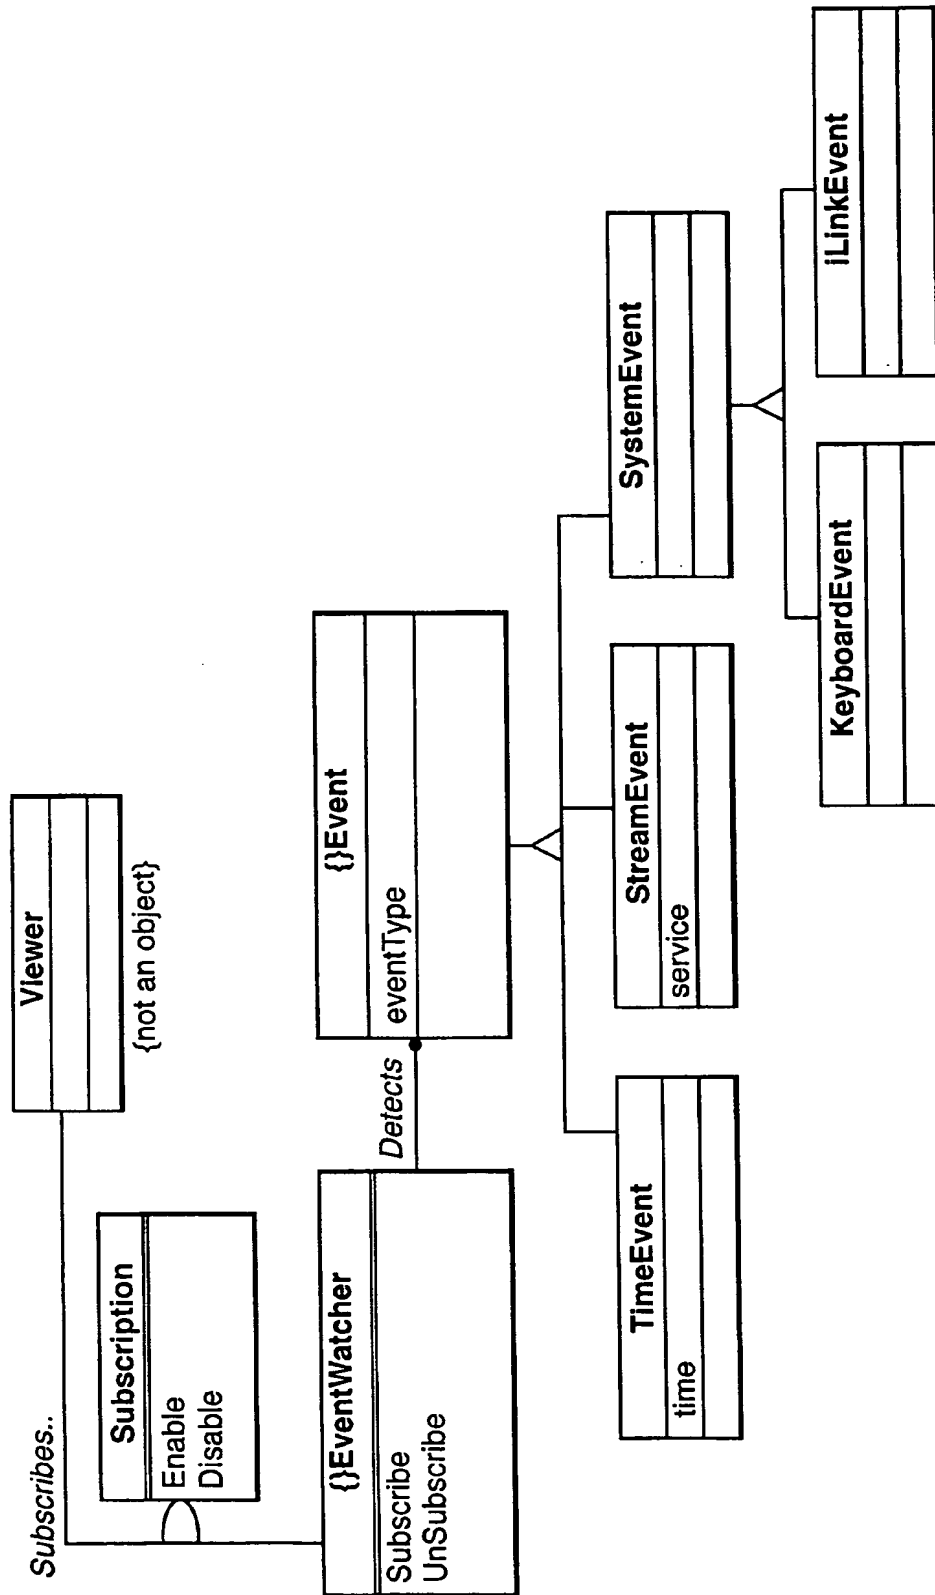 Subscribes..
Viewer
{not an object}
Subscription
Enable
Disable
{}EventWatcher
Subscribe
UnSubscribe
Detects
{}Event
eventType
TimeEvent
time
StreamEvent
service
SystemEvent
KeyboardEvent
iLinkEvent